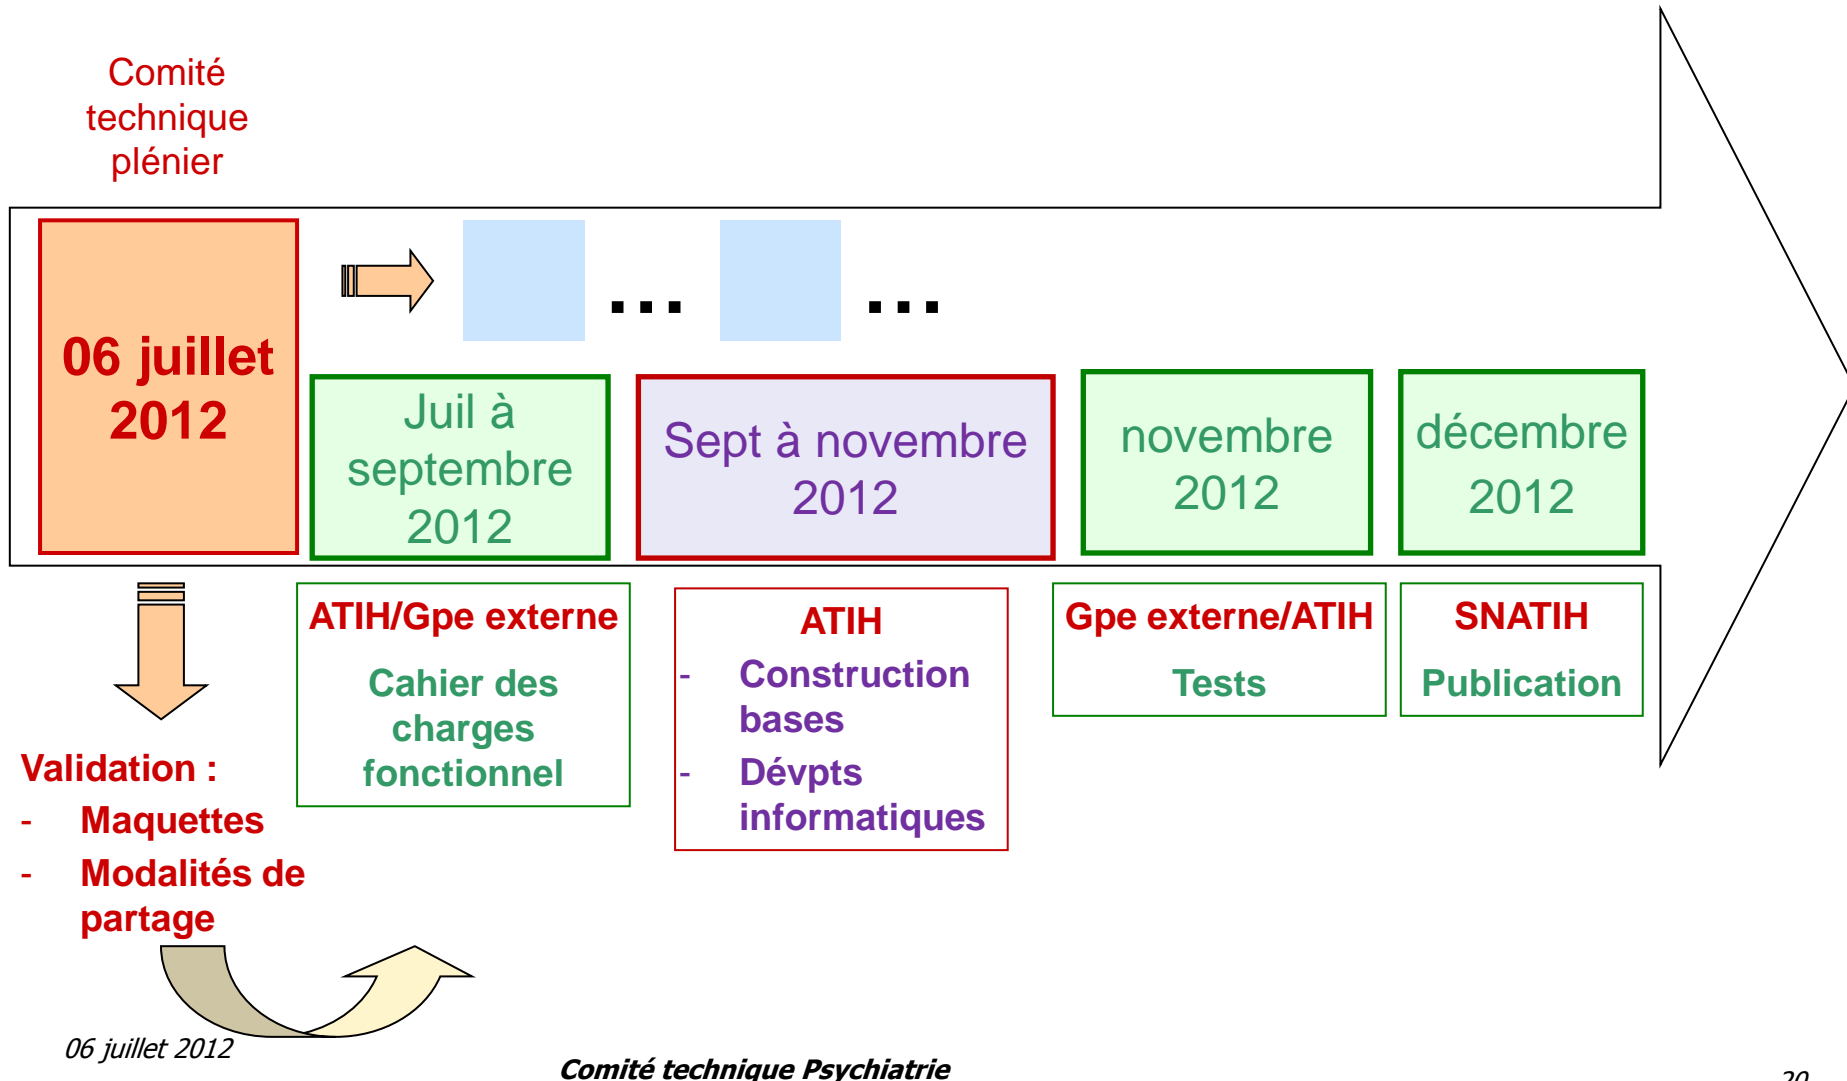 Comité
technique
plénier
06 juillet
2012
... ...
Juil à
septembre
2012
Sept à novembre
2012
novembre
2012
décembre
2012
ATIH/Gpe externe
Cahier des
charges
fonctionnel
ATIH
- Construction
bases
- Dévpts
informatiques
Gpe externe/ATIH
Tests
SNATIH
Publication
Validation :
- Maquettes
- Modalités de
partage
06 juillet 2012
Comité technique Psychiatrie
20